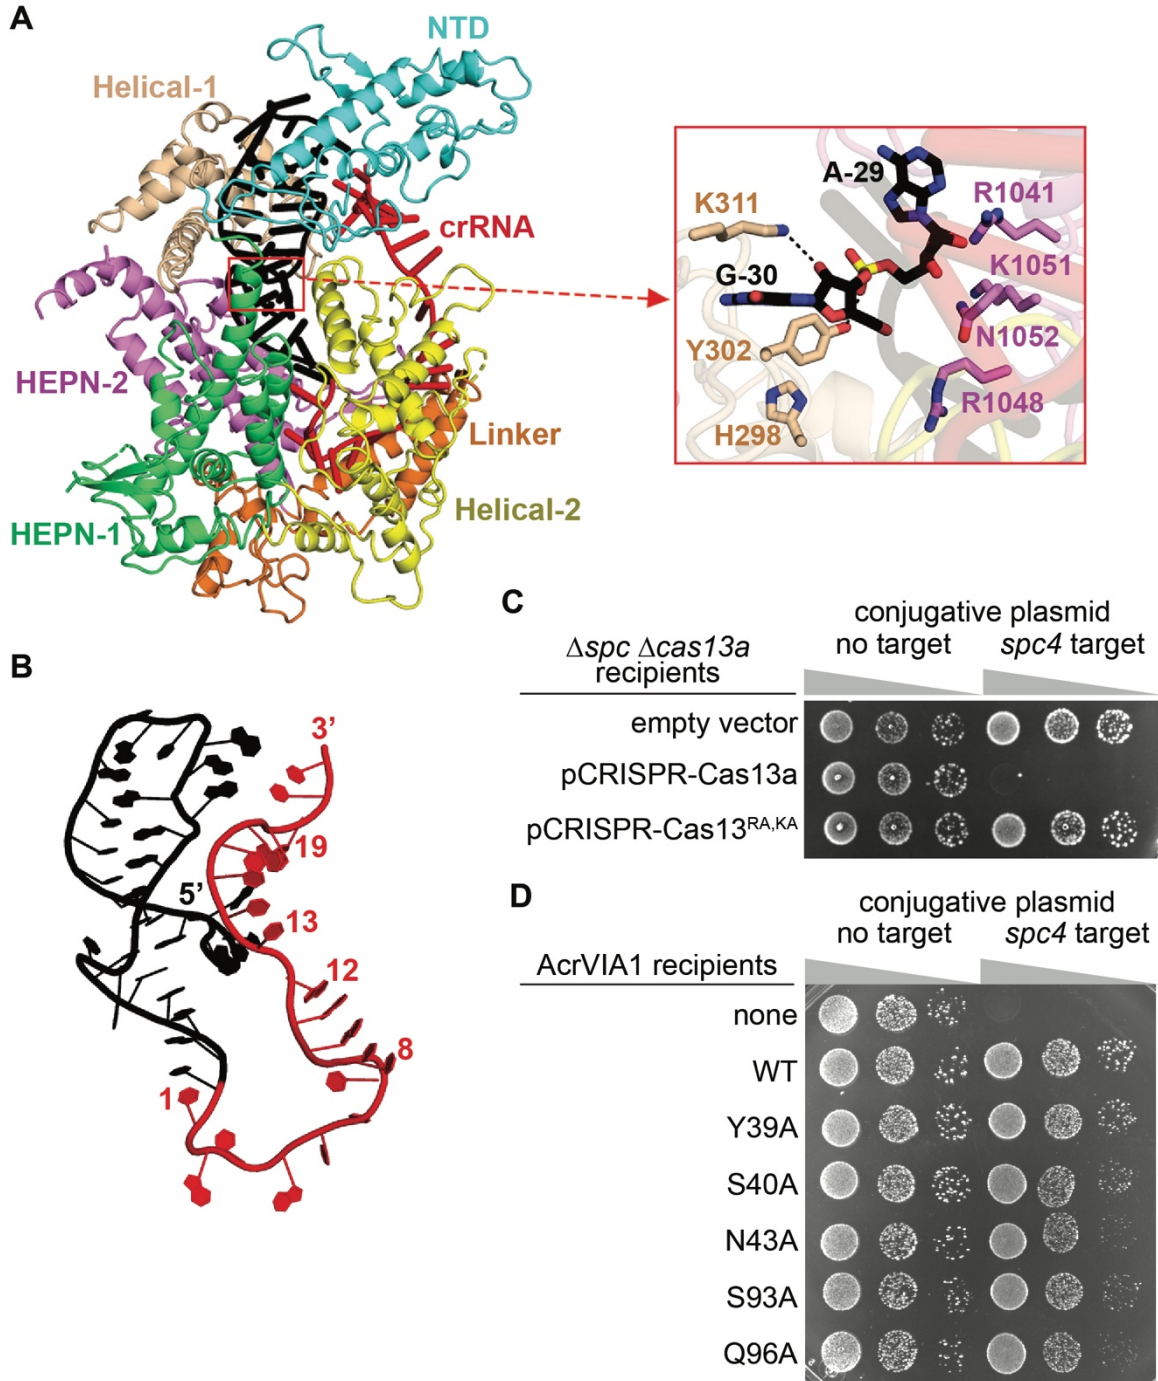 A
NTD
Helical-1
crRNA
HEPN-2
Linker
HEPN-1
Helical-2
A-29
R1041
K311
K1051
G-30
N1052
Y302
R1048
H298
B
3’
19
5’
13
12
8
1
C
conjugative plasmid
Δspc Δcas13a
recipients
no target
spc4 target
empty vector
pCRISPR-Cas13a
pCRISPR-Cas13RA,KA
D
conjugative plasmid
no target
spc4 target
AcrVIA1 recipients
none
WT
Y39A
S40A
N43A
S93A
Q96A